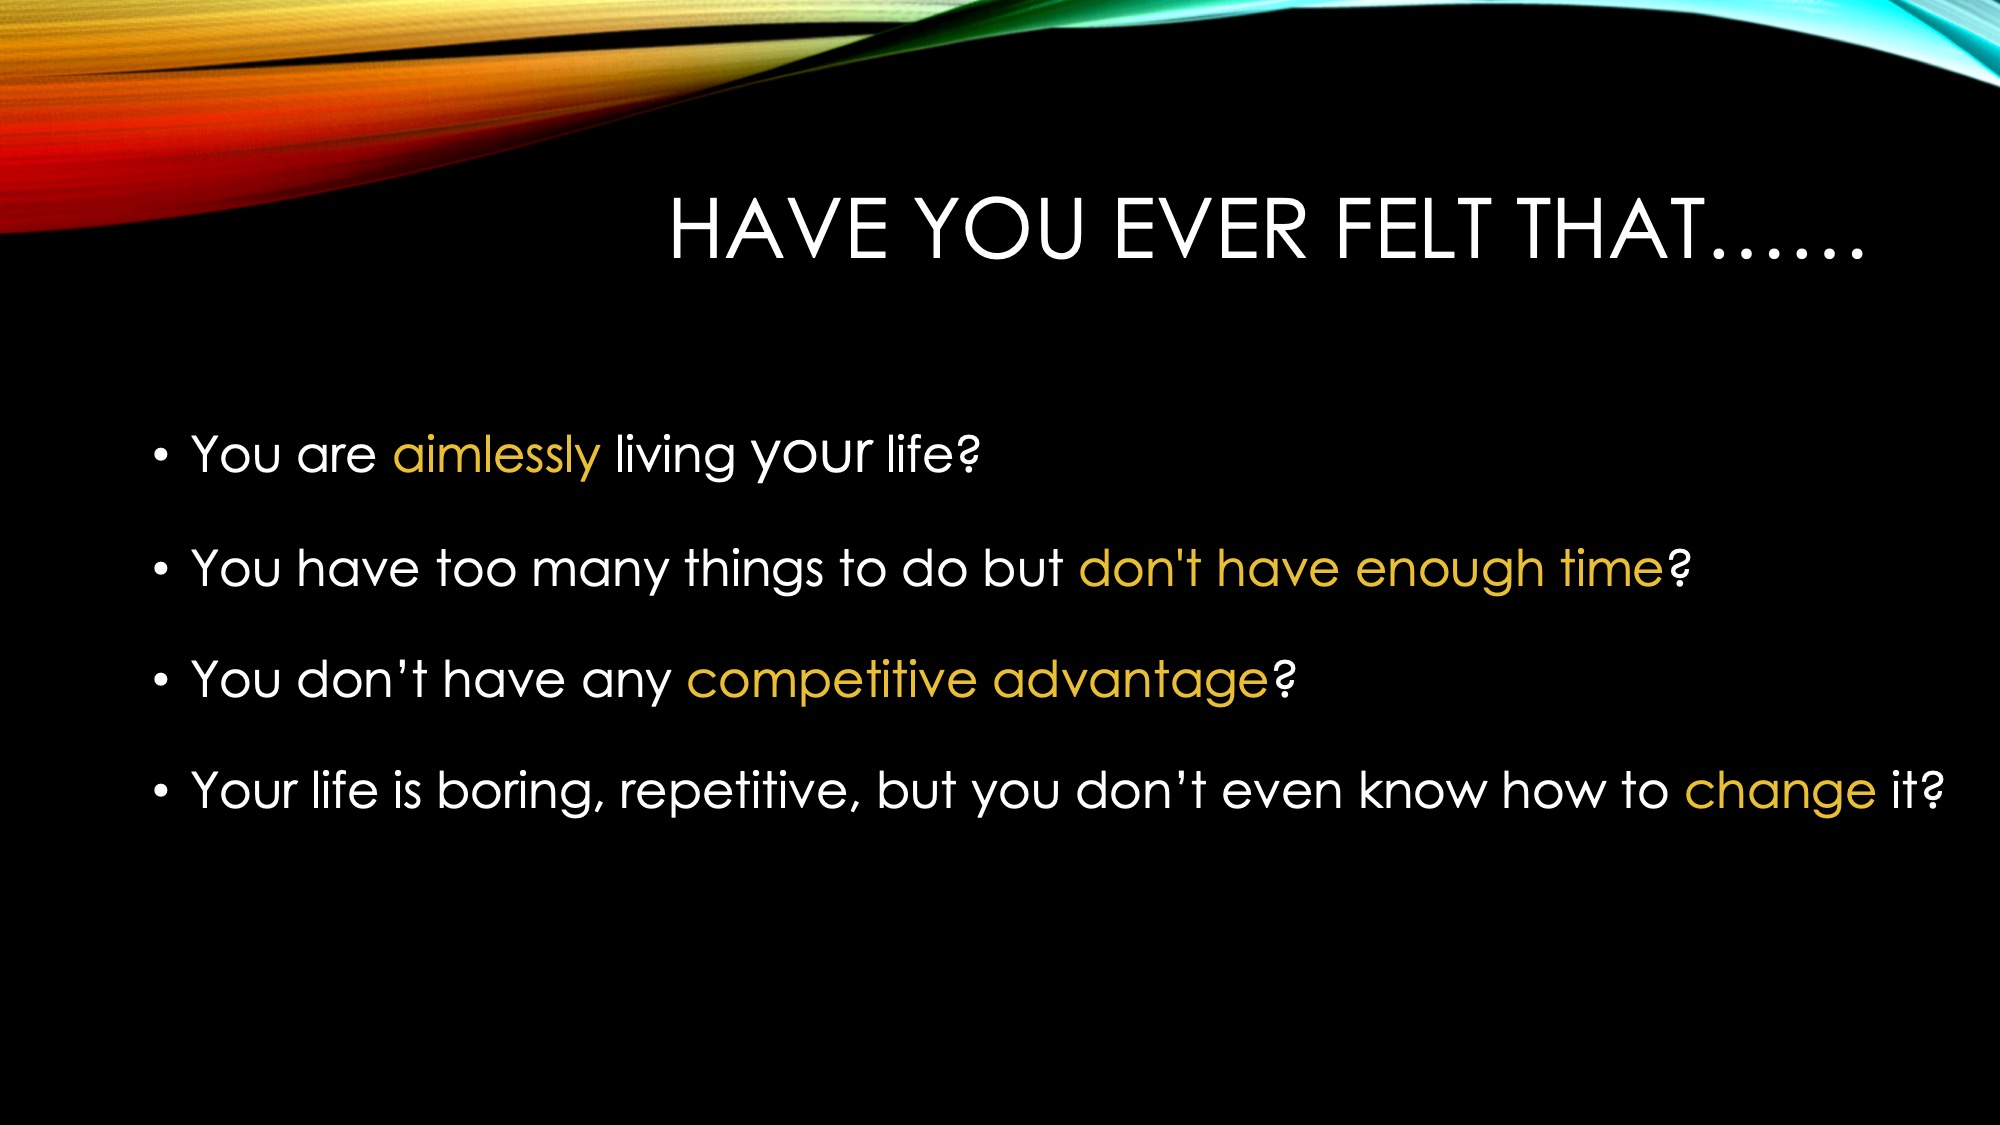 HAVE YOU EVER FELT THAT……
• You are aimlessly living your life?
• You have too many things to do but don't have enough time?
• You don’t have any competitive advantage?
• Your life is boring, repetitive, but you don’t even know how to change it?